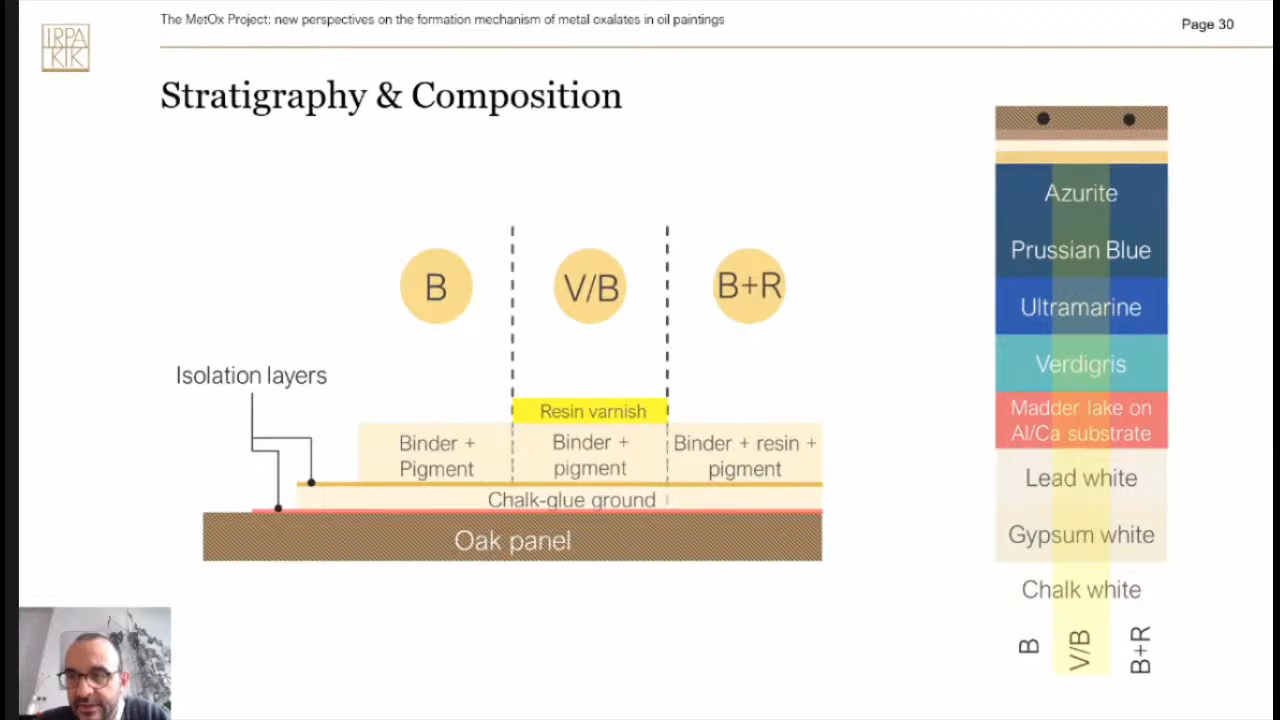 The MetOx Project: new perspectives on the formation mechanism of metal oxalates in oil paintings
Page 30
IRPA
KIK
Stratigraphy & Composition
B
V/B
B+R
Isolation layers
Resin varnish
Binder +
Pigment
Binder +
pigment
Binder + resin +
pigment
Chalk-glue ground
Oak panel
Azurite
Prussian Blue
Ultramarine
Verdigris
Madder lake on
Al/Ca substrate
Lead white
Gypsum white
Chalk white
B
V/B
B+R